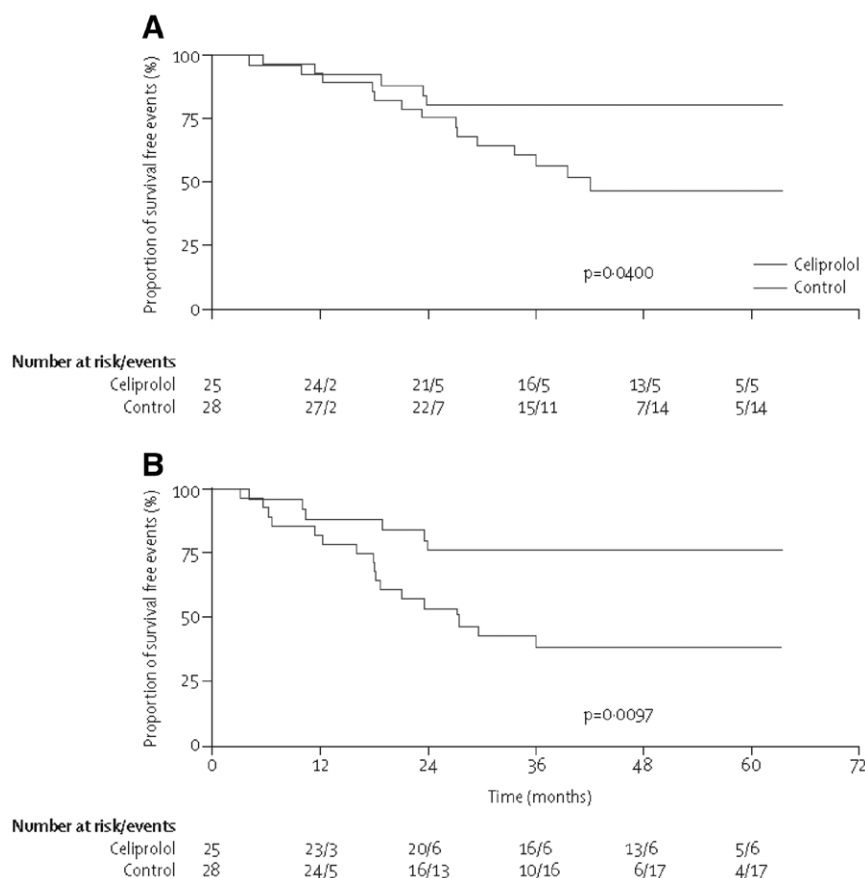 A
Proportion of survival free events (%)
100
75
50
25
0
p=0·0400
Celiprolol
Control
Number at risk/events
Celiprolol 25 24/2 21/5 16/5 13/5 5/5
Control 28 27/2 22/7 15/11 7/14 5/14
B
Proportion of survival free events (%)
100
75
50
25
0
p=0·0097
0 12 24 36 48 60 72
Time (months)
Number at risk/events
Celiprolol 25 23/3 20/6 16/6 13/6 5/6
Control 28 24/5 16/13 10/16 6/17 4/17